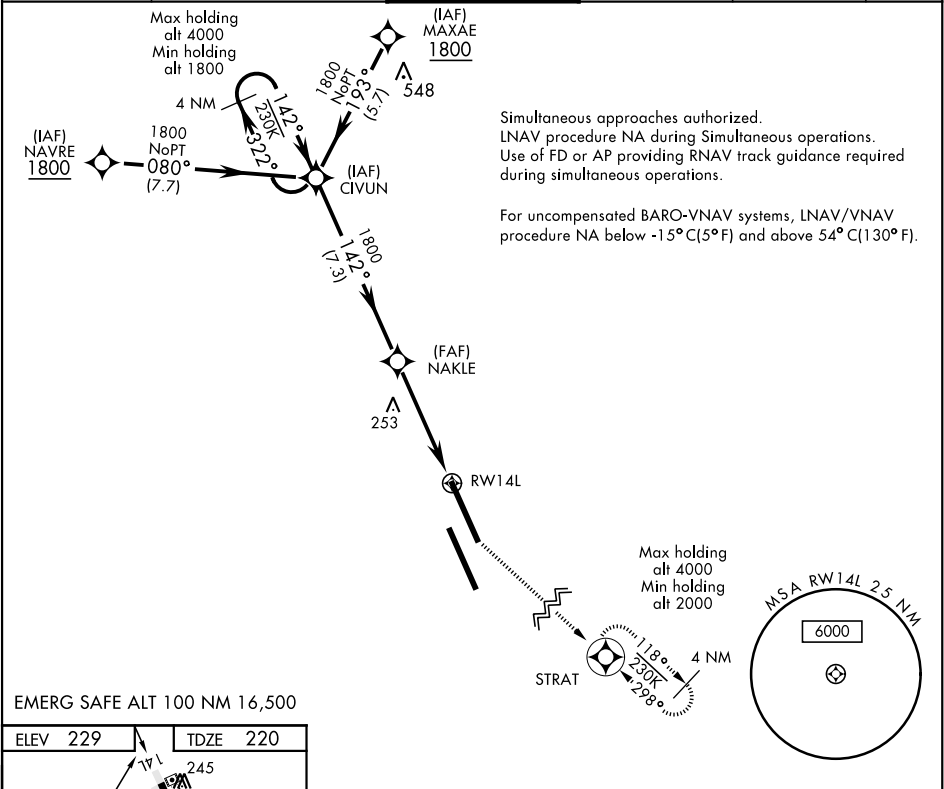 Max holding
alt 4000
Min holding
alt 1800
(IAF)
MAXAE
1800
1800
NoPT
193°
(5.7)
548
4 NM
142°
230K
322°
(IAF)
NAVRE
1800
1800
NoPT
080°
(7.7)
(IAF)
CIVUN
Simultaneous approaches authorized.
LNAV procedure NA during Simultaneous operations.
Use of FD or AP providing RNAV track guidance required
during simultaneous operations.
For uncompensated BARO-VNAV systems, LNAV/VNAV
procedure NA below -15°C(5°F) and above 54°C(130°F).
1800
142°
(7.3)
(FAF)
NAKLE
253
RW14L
Max holding
alt 4000
Min holding
alt 2000
118°
230K
298°
4 NM
STRAT
MSA RW14L 25 NM
6000
EMERG SAFE ALT 100 NM 16,500
ELEV 229
TDZE 220
14L
245